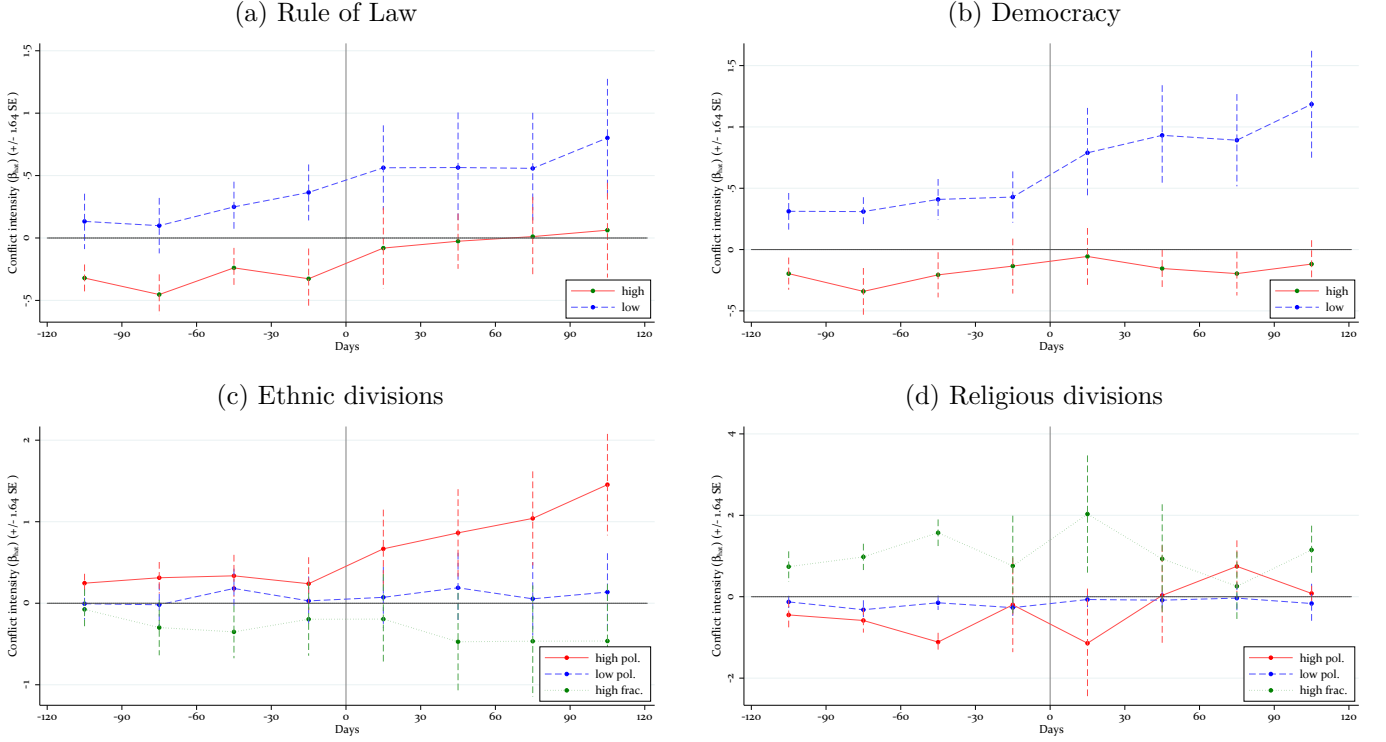 (a) Rule of Law
Conflict intensity (βhat) (+/- 1.64 SE )
1.5
1
.5
0
-.5
-120 -90 -60 -30 0 30 60 90 120
Days
high
low
(b) Democracy
Conflict intensity (βhat) (+/- 1.64 SE )
1.5
1
.5
0
-.5
-120 -90 -60 -30 0 30 60 90 120
Days
high
low
(c) Ethnic divisions
Conflict intensity (βhat) (+/- 1.64 SE )
2
1
0
-1
-120 -90 -60 -30 0 30 60 90 120
Days
high pol.
low pol.
high frac.
(d) Religious divisions
Conflict intensity (βhat) (+/- 1.64 SE )
4
2
0
-2
-120 -90 -60 -30 0 30 60 90 120
Days
high pol.
low pol.
high frac.